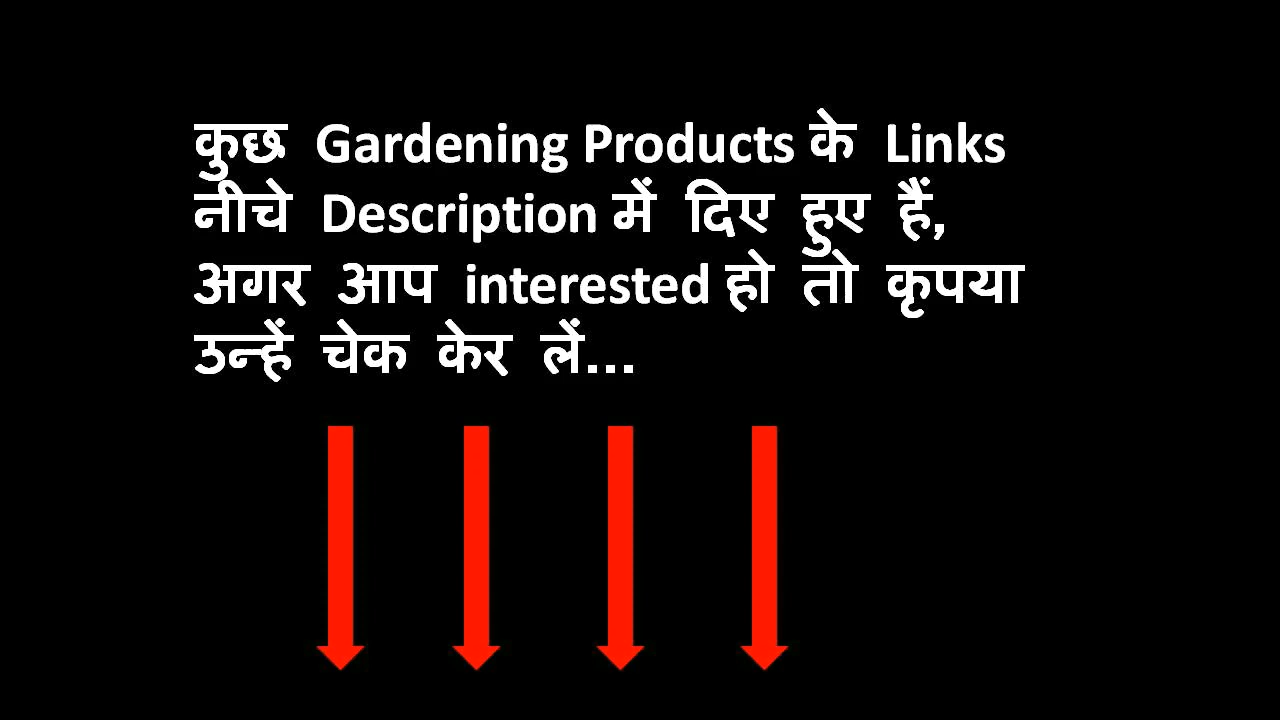 कुछ Gardening Products के Links
नीचे Description में दिए हुए हैं,
अगर आप interested हो तो कृपया
उन्हें चेक केर लें...